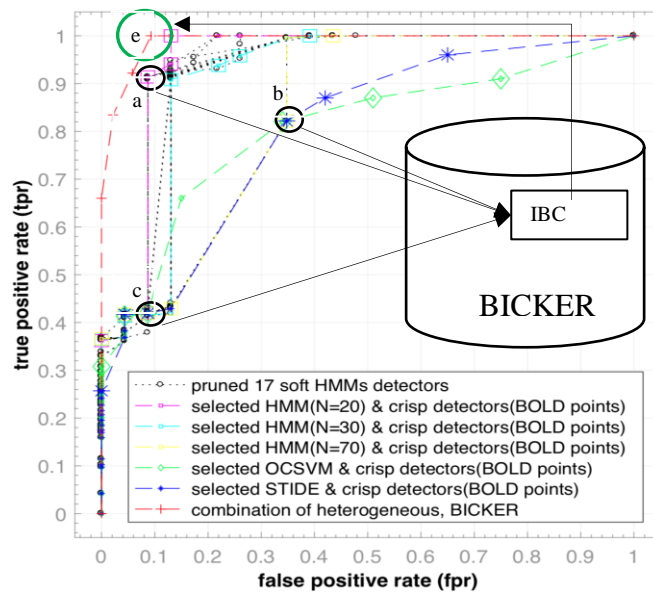 e
1
0.9
a
b
0.8
0.7
0.6
IBC
0.5
c
BICKER
0.4
0.3
0.2
0.1
0
true positive rate (tpr)
pruned 17 soft HMMs detectors
selected HMM(N=20) & crisp detectors(BOLD points)
selected HMM(N=30) & crisp detectors(BOLD points)
selected HMM(N=70) & crisp detectors(BOLD points)
selected OCSVM & crisp detectors(BOLD points)
selected STIDE & crisp detectors(BOLD points)
combination of heterogeneous, BICKER
0 0.1 0.2 0.3 0.4 0.5 0.6 0.7 0.8 0.9 1
false positive rate (fpr)